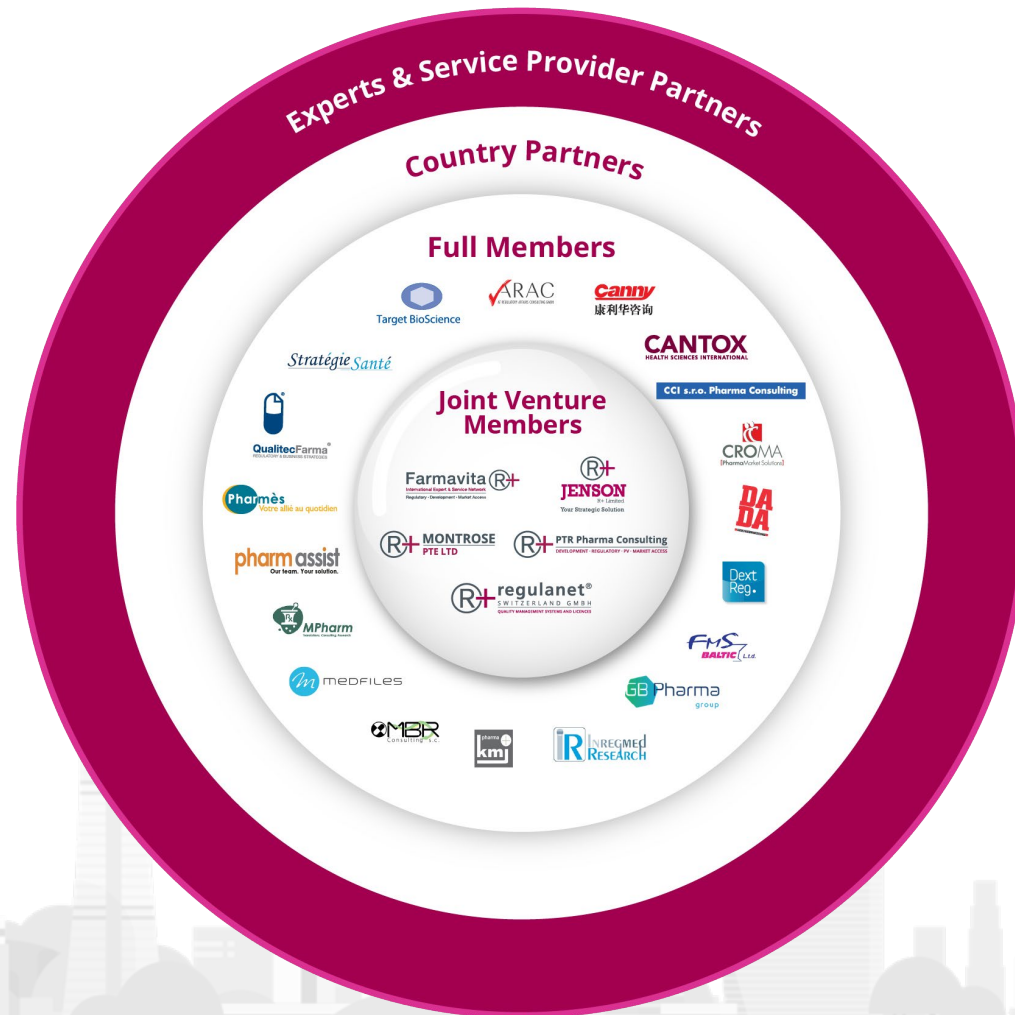 Experts & Service Provider Partners
Country Partners
Full Members
Target BioScience
ARAC
Canny
康利华咨询
Stratégie Santé
CANTOX
HEALTH SCIENCES INTERNATIONAL
CCI s.r.o. Pharma Consulting
QualitecFarma®
REGULATORY & BUSINESS STRATEGIES
CROMA
[PharmaMarket Solutions]
Pharmès
Votre allié au quotidien
DADA
pharm assist
Our team. Your solution.
Dext
Reg.
MPharm
FMS
BALTIC Ltd.
medfiles
GB Pharma
group
MBR
Consulting s.c.
pharma
kmj
INREGMED
RESEARCH
Joint Venture
Members
Farmavita R+
International Expert & Service Network
Regulatory - Development - Market Access
R+
JENSON
R+ Limited
Your Strategic Solution
R+ MONTROSE
PTE LTD
R+ PTR Pharma Consulting
DEVELOPMENT · REGULATORY · PV · MARKET ACCESS
R+ regulanet®
SWITZERLAND GMBH
QUALITY MANAGEMENT SYSTEMS AND LICENCES